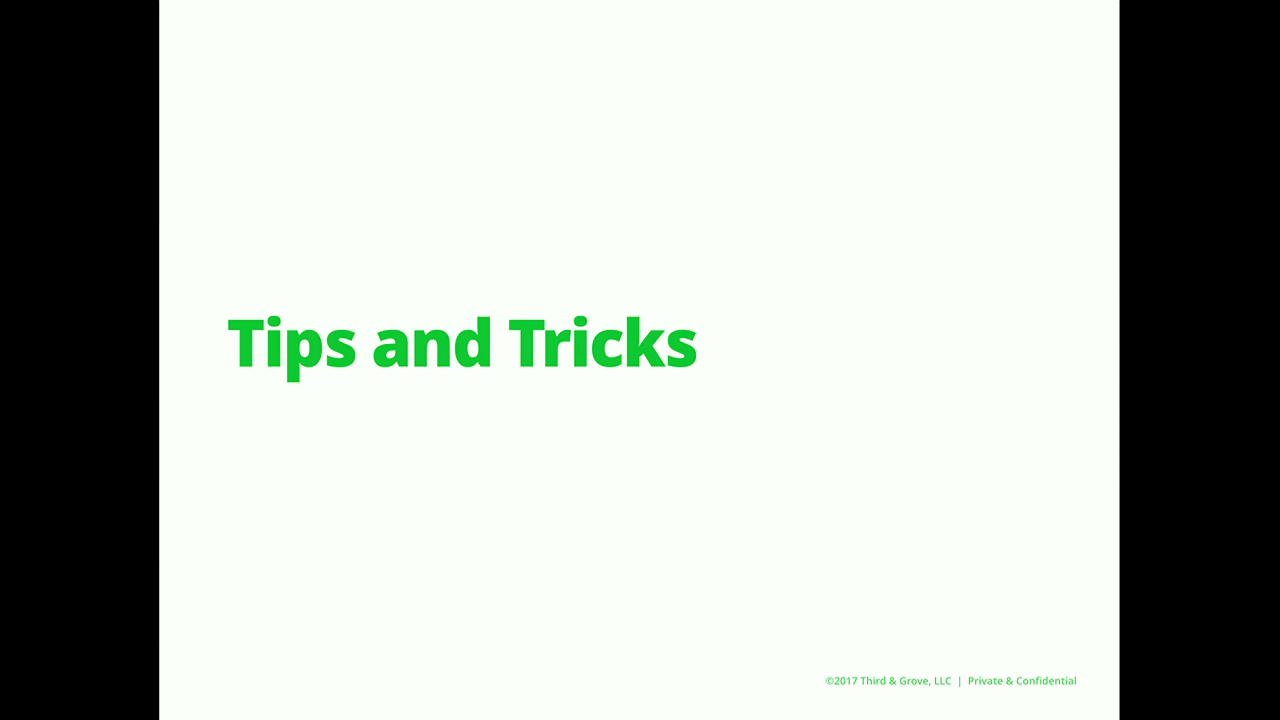 Tips and Tricks
©2017 Third & Grove, LLC | Private & Confidential